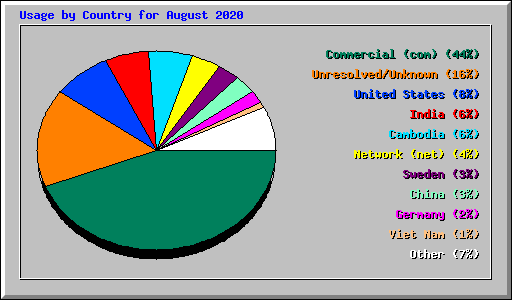 Usage by Country for August 2020
Commercial (com) (44%)
Unresolved/Unknown (16%)
United States (8%)
India (6%)
Cambodia (6%)
Network (net) (4%)
Sweden (3%)
China (3%)
Germany (2%)
Viet Nam (1%)
Other (7%)